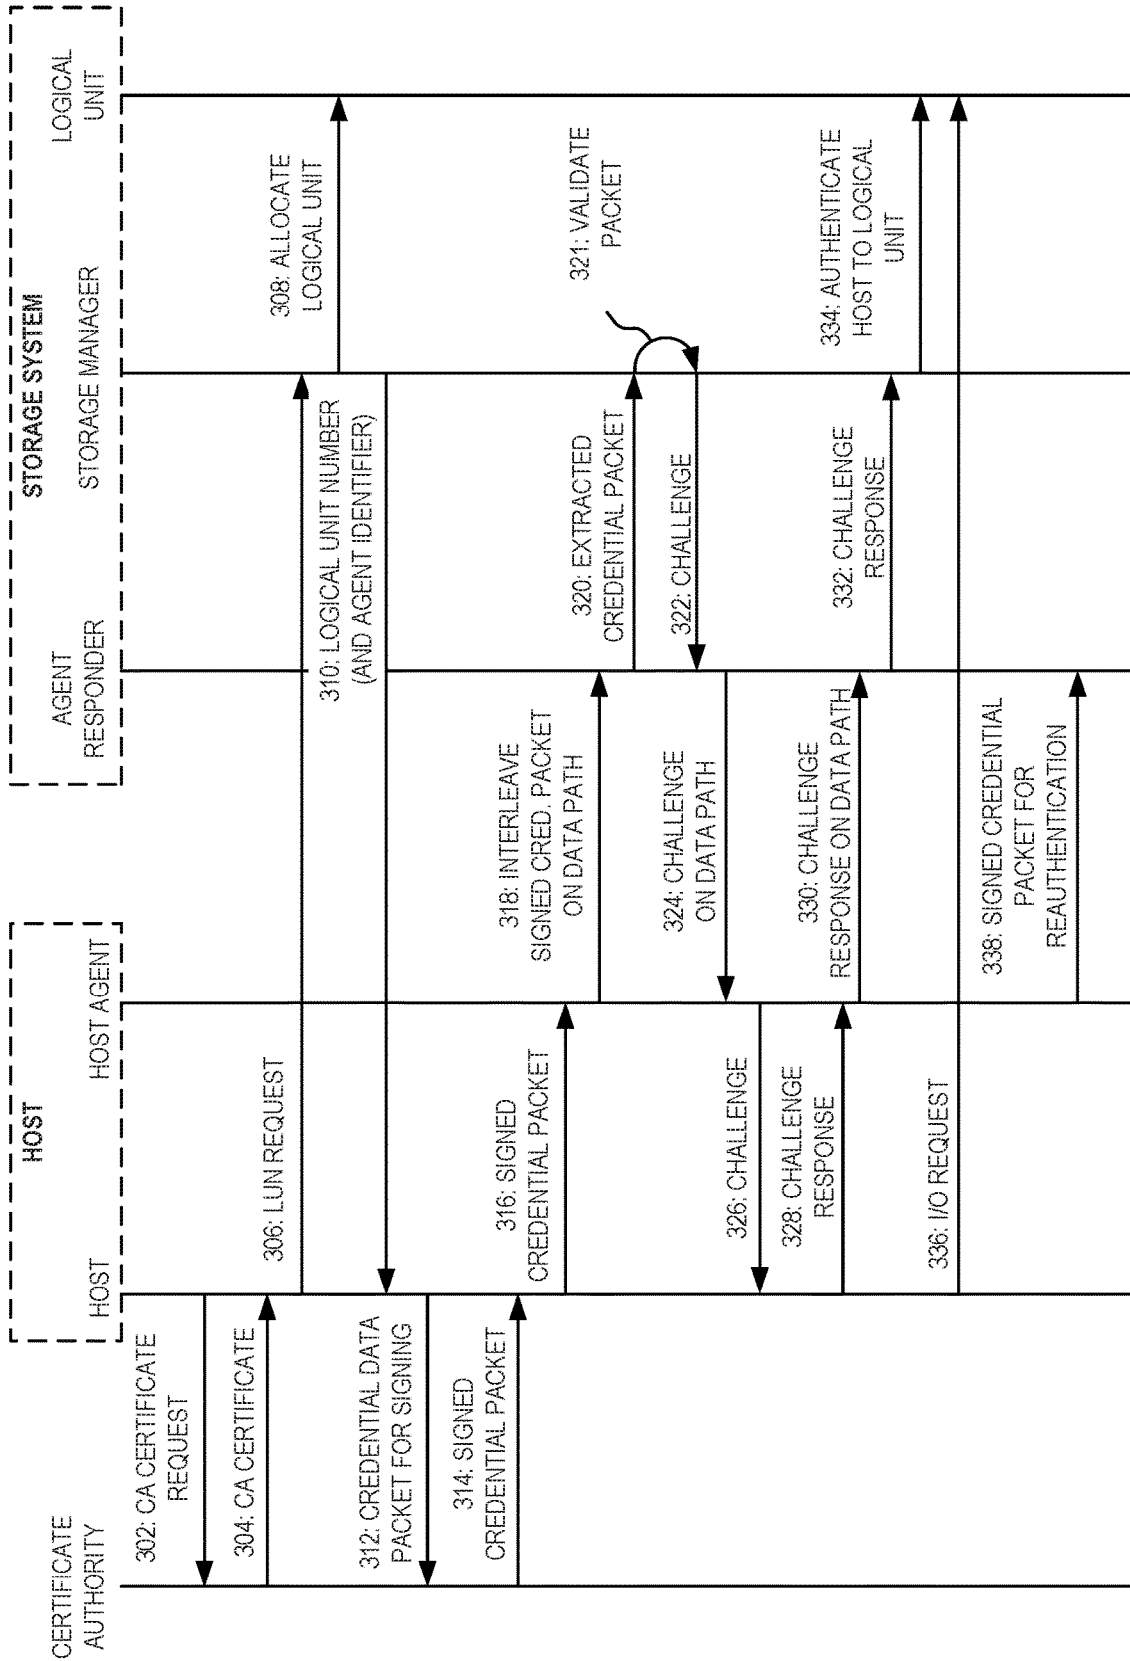 HOST
STORAGE SYSTEM
CERTIFICATE
AUTHORITY
HOST
HOST AGENT
AGENT
RESPONDER
STORAGE MANAGER
LOGICAL
UNIT
302: CA CERTIFICATE
REQUEST
304: CA CERTIFICATE
306: LUN REQUEST
308: ALLOCATE
LOGICAL UNIT
310: LOGICAL UNIT NUMBER
(AND AGENT IDENTIFIER)
312: CREDENTIAL DATA
PACKET FOR SIGNING
314: SIGNED
CREDENTIAL PACKET
316: SIGNED
CREDENTIAL PACKET
318: INTERLEAVE
SIGNED CRED. PACKET
ON DATA PATH
320: EXTRACTED
CREDENTIAL PACKET
321: VALIDATE
PACKET
322: CHALLENGE
324: CHALLENGE
ON DATA PATH
326: CHALLENGE
328: CHALLENGE
RESPONSE
330: CHALLENGE
RESPONSE ON DATA PATH
332: CHALLENGE
RESPONSE
334: AUTHENTICATE
HOST TO LOGICAL
UNIT
336: I/O REQUEST
338: SIGNED CREDENTIAL
PACKET FOR
REAUTHENTICATION